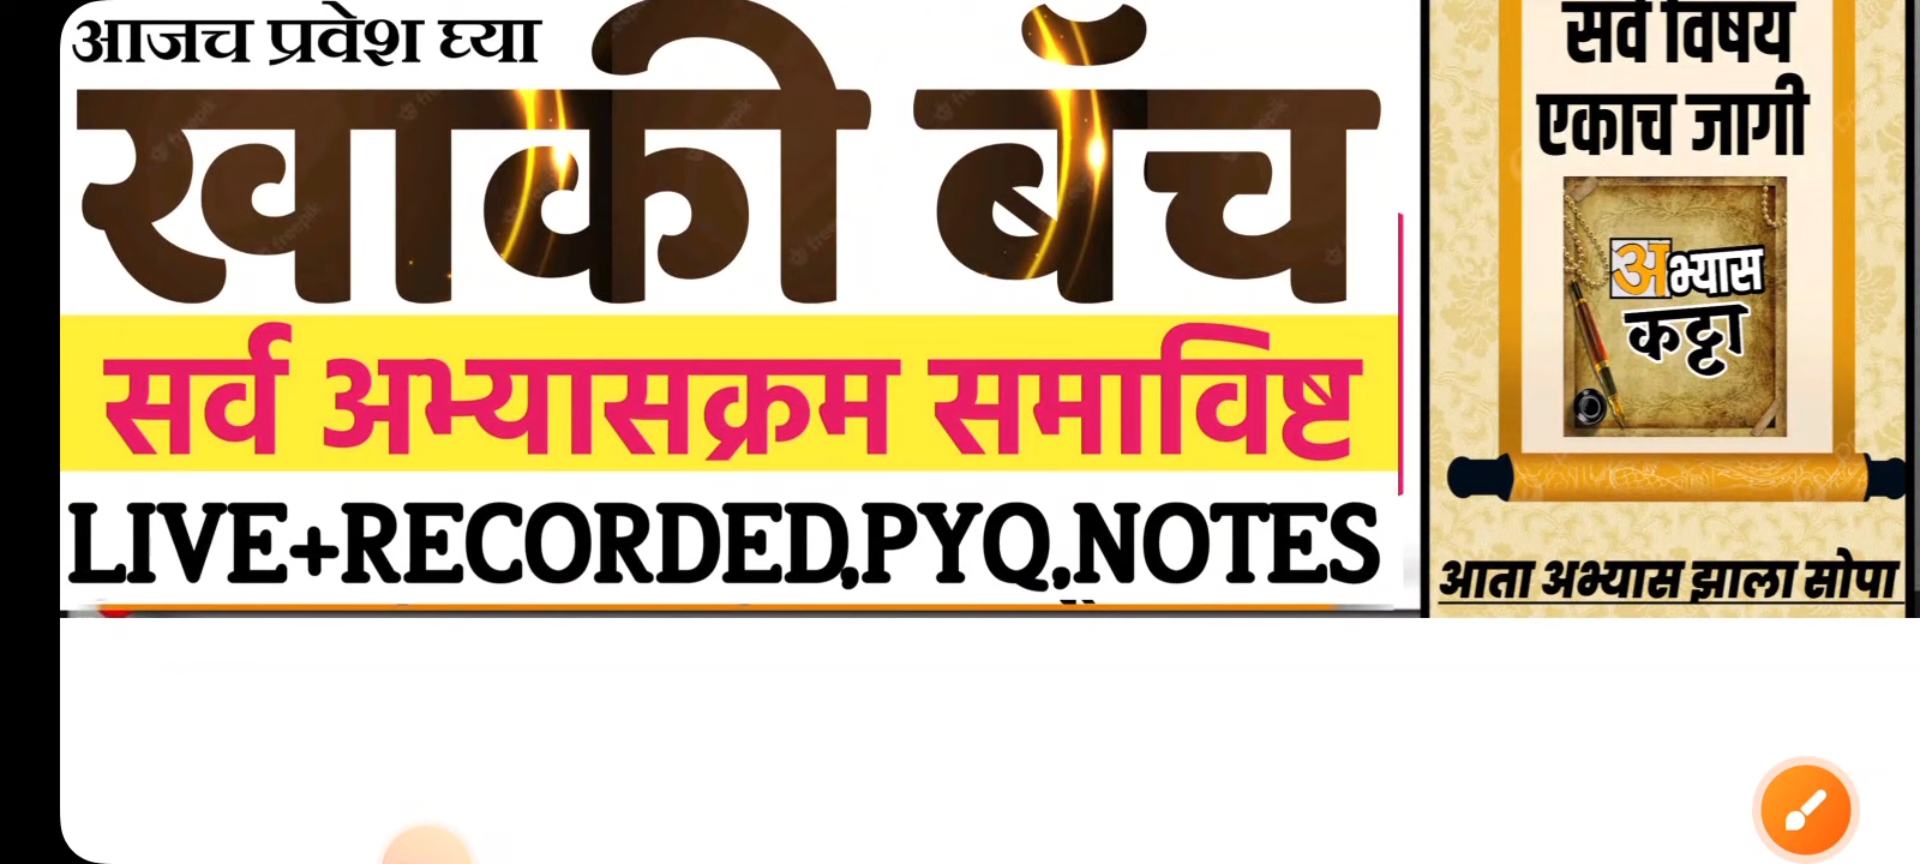 आजच प्रवेश घ्या
खाकी बॅच
सर्व अभ्यासक्रम समाविष्ट
LIVE+RECORDED,PYQ,NOTES
सर्व विषय
एकाच जागी
अभ्यास
कट्टा
आता अभ्यास झाला सोपा